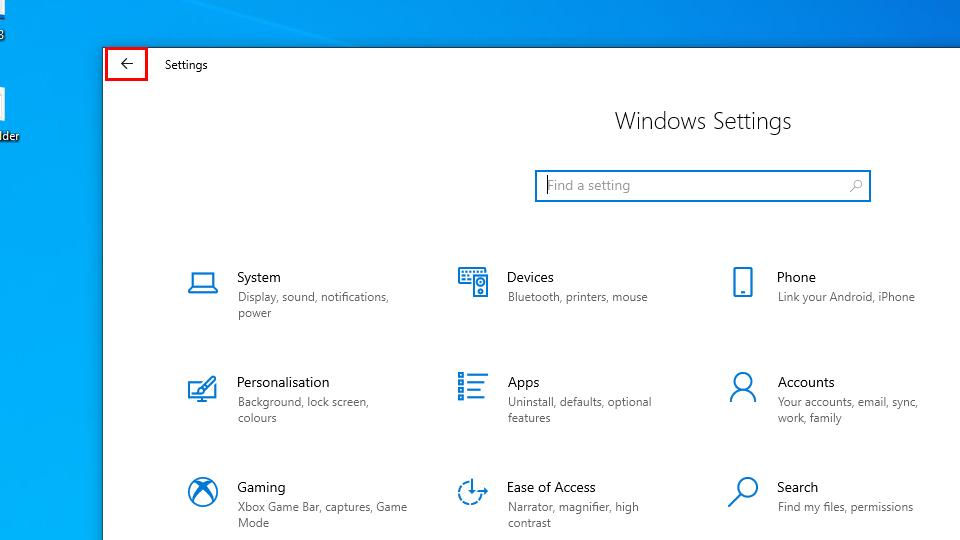 3
lder
Settings
Windows Settings
Find a setting
System
Display, sound, notifications,
power
Devices
Bluetooth, printers, mouse
Phone
Link your Android, iPhone
Personalisation
Background, lock screen,
colours
Apps
Uninstall, defaults, optional
features
Accounts
Your accounts, email, sync,
work, family
Gaming
Xbox Game Bar, captures, Game
Mode
Ease of Access
Narrator, magnifier, high
contrast
Search
Find my files, permissions